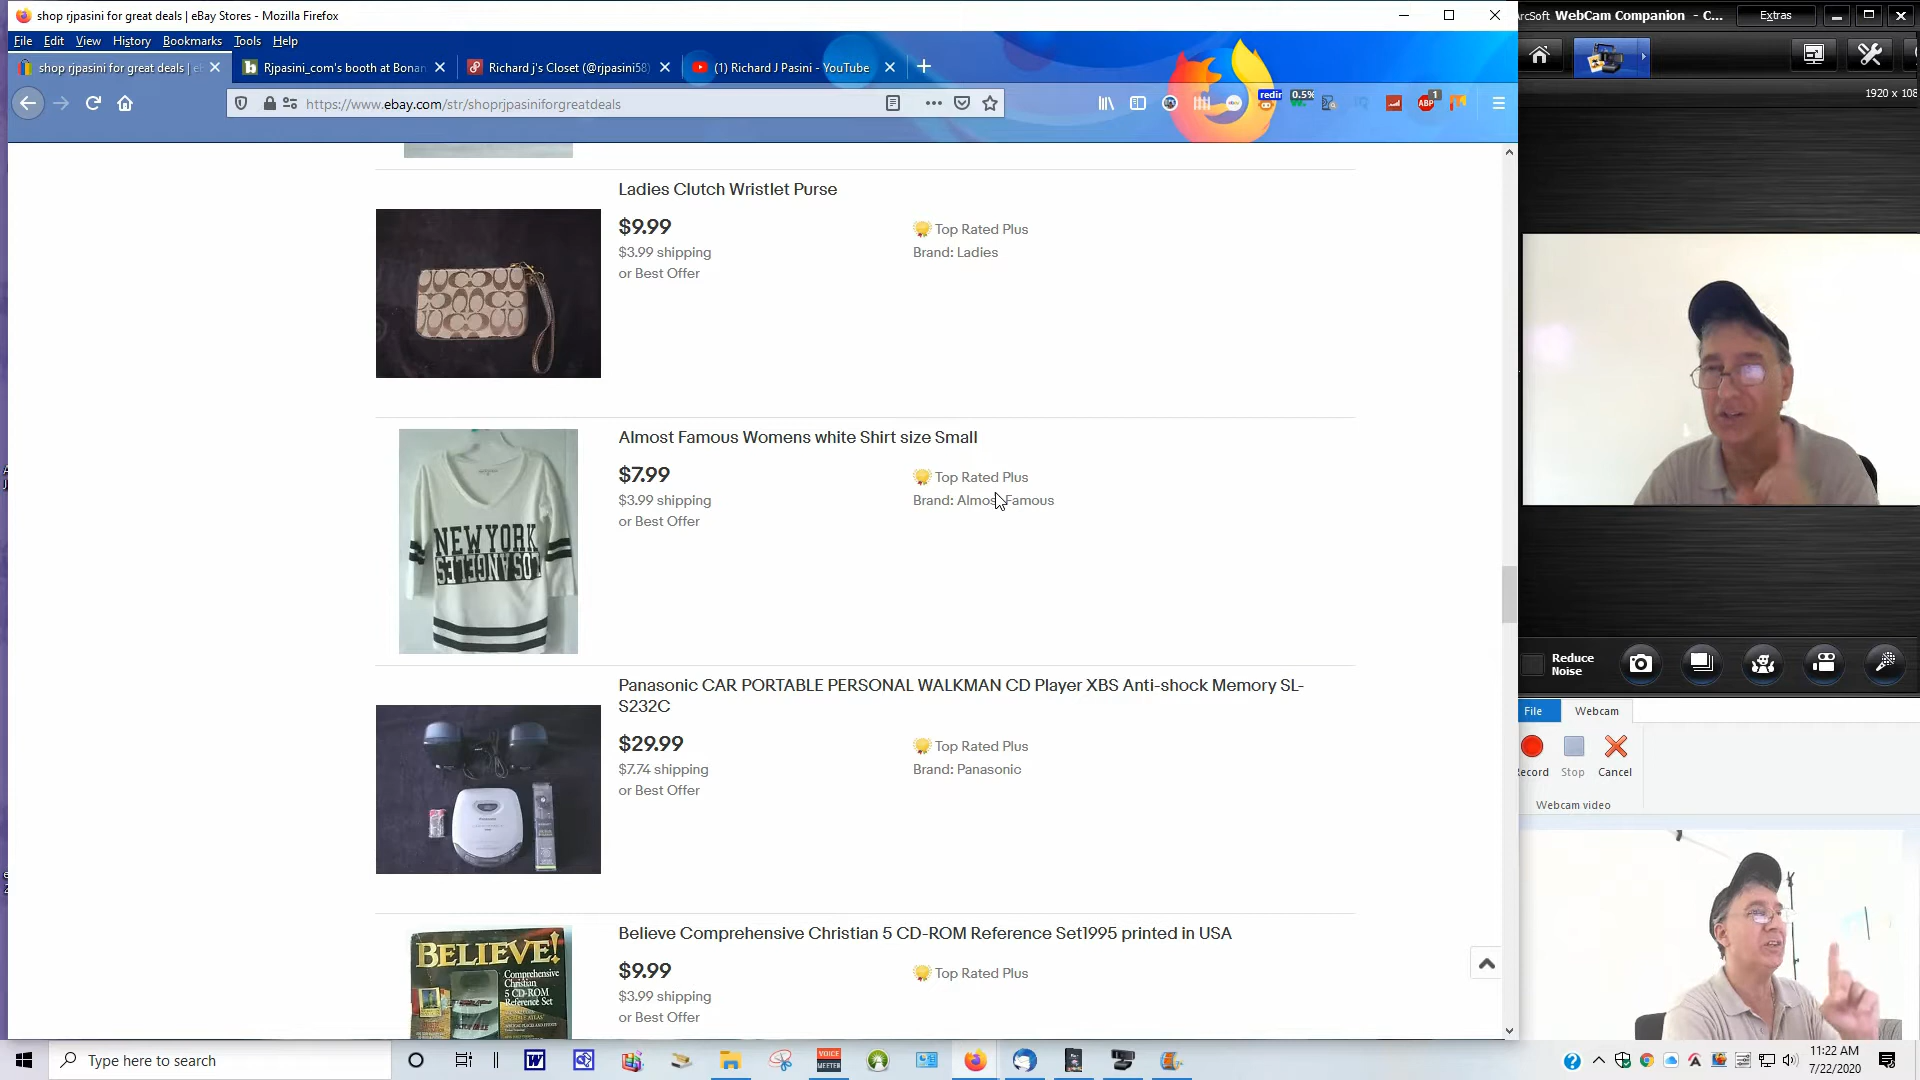 shop rjpasini for great deals | eBay Stores - Mozilla Firefox
File Edit View History Bookmarks Tools Help
shop rjpasini for great deals | e
Rjpasini_com's booth at Bonan
Richard j's Closet (@rjpasini58)
(1) Richard J Pasini - YouTube
https://www.ebay.com/str/shoprjpasiniforgreatdeals
redir
0.5%
ABP
1
ArcSoft WebCam Companion - C...
Extras
1920 x 108
Ladies Clutch Wristlet Purse
$9.99
$3.99 shipping
or Best Offer
Top Rated Plus
Brand: Ladies
Almost Famous Womens white Shirt size Small
$7.99
$3.99 shipping
or Best Offer
Top Rated Plus
Brand: Almost Famous
NEW YORK
LOS ANGELES
Panasonic CAR PORTABLE PERSONAL WALKMAN CD Player XBS Anti-shock Memory SL-
S232C
$29.99
$7.74 shipping
or Best Offer
Top Rated Plus
Brand: Panasonic
Believe Comprehensive Christian 5 CD-ROM Reference Set1995 printed in USA
$9.99
$3.99 shipping
or Best Offer
Top Rated Plus
BELIEVE!
Comprehensive
Christian
5 CD-ROM
Reference Set
Reduce
Noise
File Webcam
Record Stop Cancel
Webcam video
Type here to search
VOICE
MEETER
11:22 AM
7/22/2020